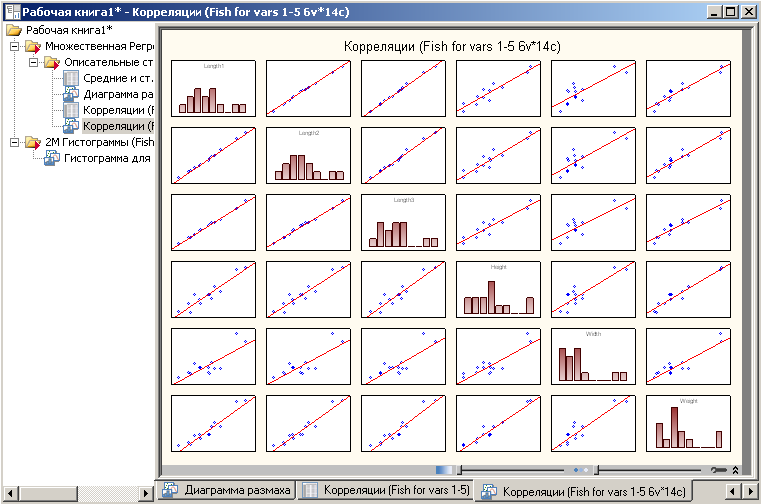 Рабочая книга1* - Корреляции (Fish for vars 1-5 6v*14c)
Рабочая книга1*
Множественная Регре
Описательные ст
Средние и ст.
Диаграмма ра
Корреляции (F
Корреляции (F
2М Гистограммы (Fish
Гистограмма для
Корреляции (Fish for vars 1-5 6v*14c)
Length1
Length2
Length3
Height
Width
Weight
Диаграмма размаха
Корреляции (Fish for vars 1-5)
Корреляции (Fish for vars 1-5 6v*14c)